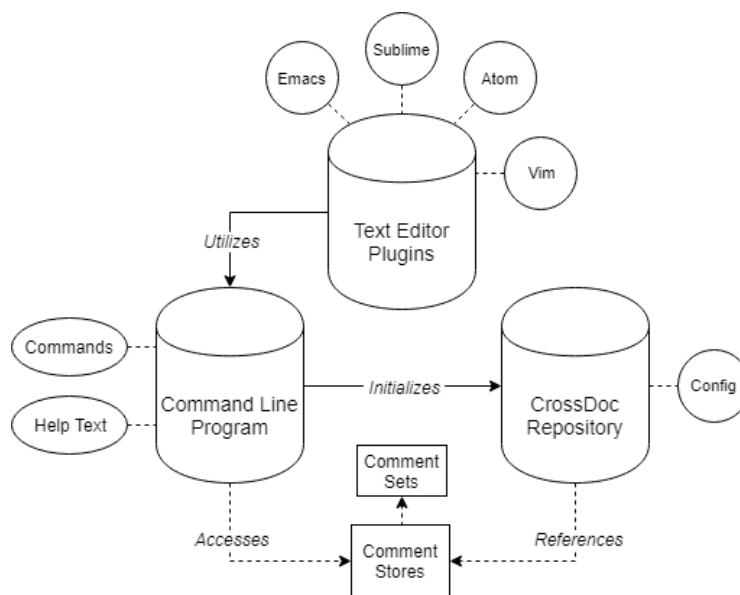 Sublime
Emacs
Atom
Vim
Text Editor
Plugins
Utilizes
Commands
Help Text
Command Line
Program
Initializes
CrossDoc
Repository
Config
Comment
Sets
Accesses
Comment
Stores
References